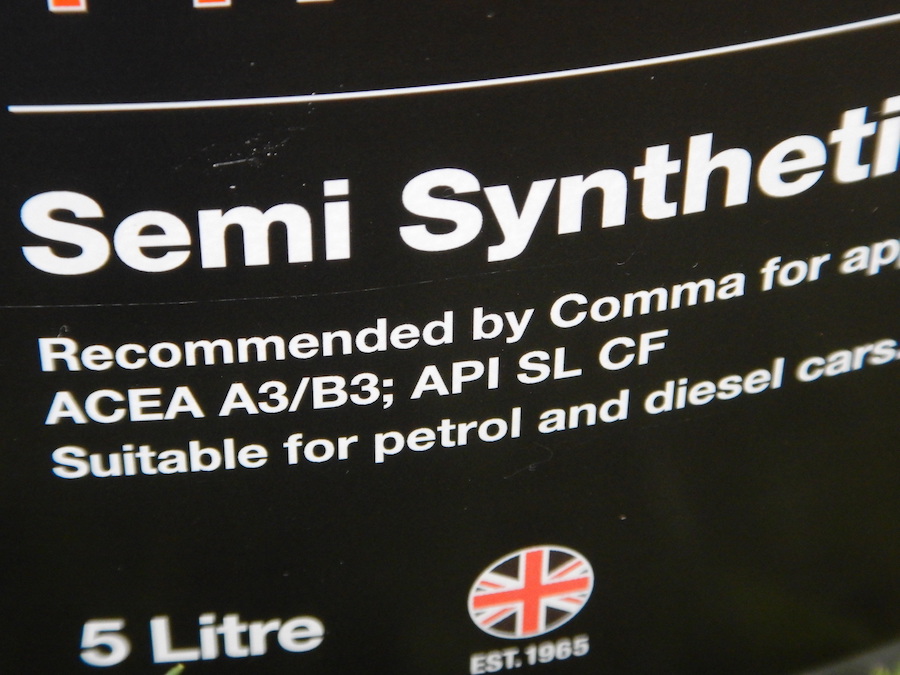 Semi Syntheti
Recommended by Comma for app
ACEA A3/B3; API SL CF
Suitable for petrol and diesel cars.
5 Litre
EST. 1965